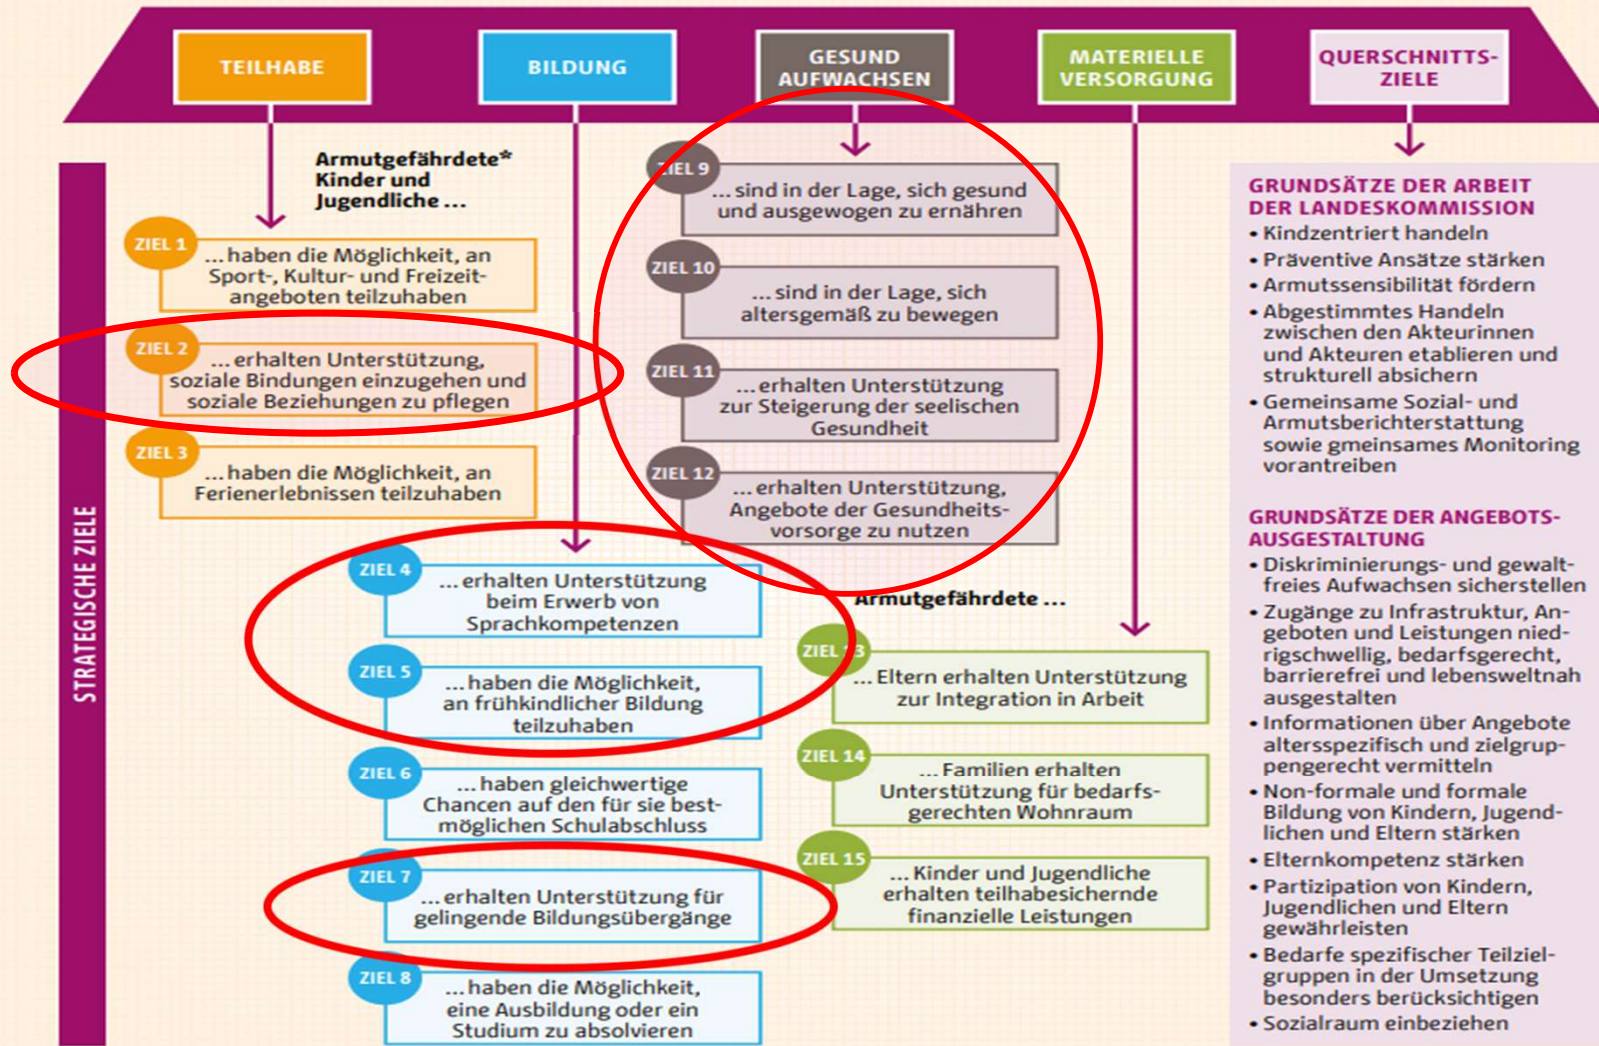 TEILHABE
BILDUNG
GESUND
AUFWACHSEN
MATERIELLE
VERSORGUNG
QUERSCHNITTS-
ZIELE
STRATEGISCHE ZIELE
Armutgefährdete*
Kinder und
Jugendliche ...
ZIEL 1
... haben die Möglichkeit, an
Sport-, Kultur- und Freizeit-
angeboten teilzuhaben
ZIEL 2
... erhalten Unterstützung,
soziale Bindungen einzugehen und
soziale Beziehungen zu pflegen
ZIEL 3
... haben die Möglichkeit, an
Ferienerlebnissen teilzuhaben
ZIEL 4
... erhalten Unterstützung
beim Erwerb von
Sprachkompetenzen
ZIEL 5
... haben die Möglichkeit,
an frühkindlicher Bildung
teilzuhaben
ZIEL 6
... haben gleichwertige
Chancen auf den für sie best-
möglichen Schulabschluss
ZIEL 7
... erhalten Unterstützung für
gelingende Bildungsübergänge
ZIEL 8
... haben die Möglichkeit,
eine Ausbildung oder ein
Studium zu absolvieren
ZIEL 9
... sind in der Lage, sich gesund
und ausgewogen zu ernähren
ZIEL 10
... sind in der Lage, sich
altersgemäß zu bewegen
ZIEL 11
... erhalten Unterstützung
zur Steigerung der seelischen
Gesundheit
ZIEL 12
... erhalten Unterstützung,
Angebote der Gesundheits-
vorsorge zu nutzen
Armutgefährdete ...
ZIEL 13
... Eltern erhalten Unterstützung
zur Integration in Arbeit
ZIEL 14
... Familien erhalten
Unterstützung für bedarfs-
gerechten Wohnraum
ZIEL 15
... Kinder und Jugendliche
erhalten teilhabesichernde
finanzielle Leistungen
GRUNDSÄTZE DER ARBEIT
DER LANDESKOMMISSION
• Kindzentriert handeln
• Präventive Ansätze stärken
• Armutssensibilität fördern
• Abgestimmtes Handeln
zwischen den Akteurinnen
und Akteuren etablieren und
strukturell absichern
• Gemeinsame Sozial- und
Armutsberichterstattung
sowie gmeinsames Monitoring
vorantreiben
GRUNDSÄTZE DER ANGEBOTS-
AUSGESTALTUNG
• Diskriminierungs- und gewalt-
freies Aufwachsen sicherstellen
• Zugänge zu Infrastruktur, An-
geboten und Leistungen nied-
rigschwellig, bedarfsgerecht,
barrierefrei und lebensweltnah
ausgestalten
• Informationen über Angebote
altersspezifisch und zielgrup-
pengerecht vermitteln
• Non-formale und formale
Bildung von Kindern, Jugend-
lichen und Eltern stärken
• Elternkompetenz stärken
• Partizipation von Kindern,
Jugendlichen und Eltern
gewährleisten
• Bedarfe spezifischer Teilziel-
gruppen in der Umsetzung
besonders berücksichtigen
• Sozialraum einbeziehen